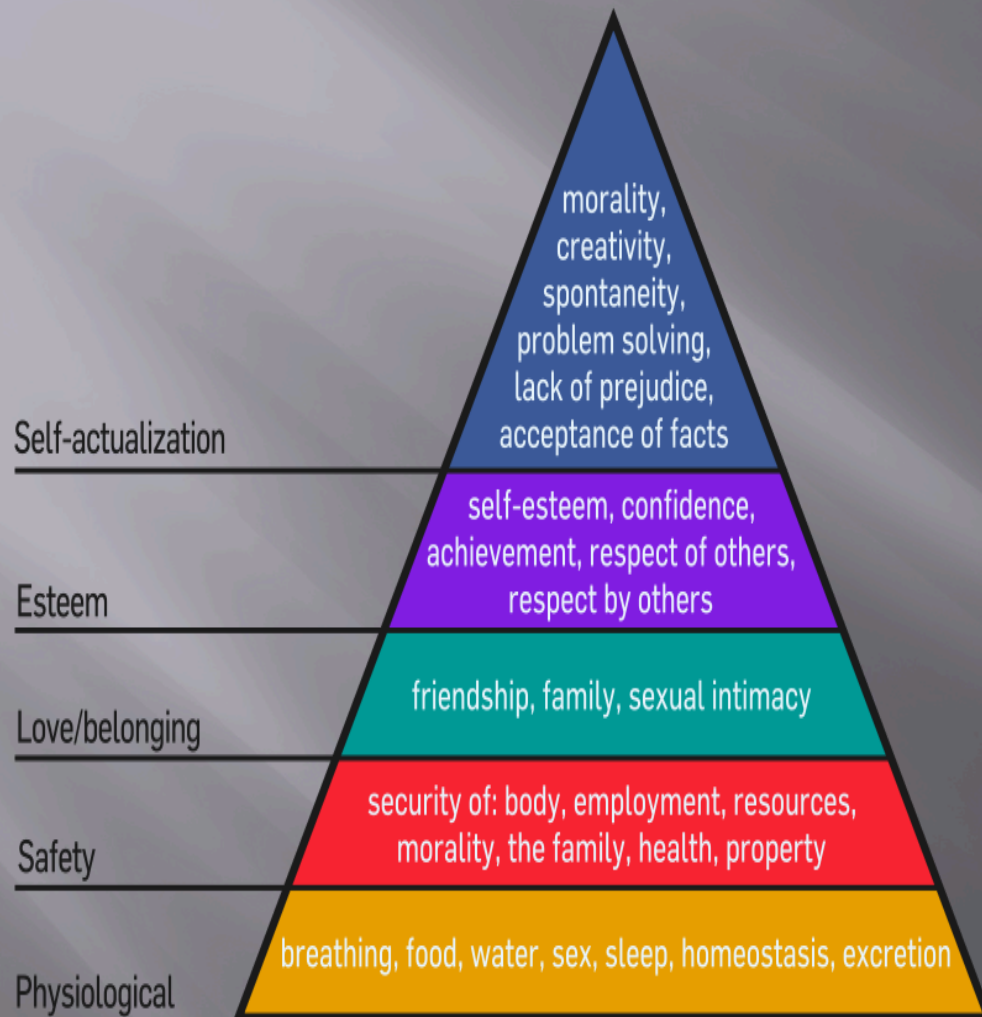 morality,
creativity,
spontaneity,
problem solving,
lack of prejudice,
acceptance of facts
Self-actualization
self-esteem, confidence,
achievement, respect of others,
respect by others
Esteem
friendship, family, sexual intimacy
Love/belonging
security of: body, employment, resources,
morality, the family, health, property
Safety
breathing, food, water, sex, sleep, homeostasis, excretion
Physiological